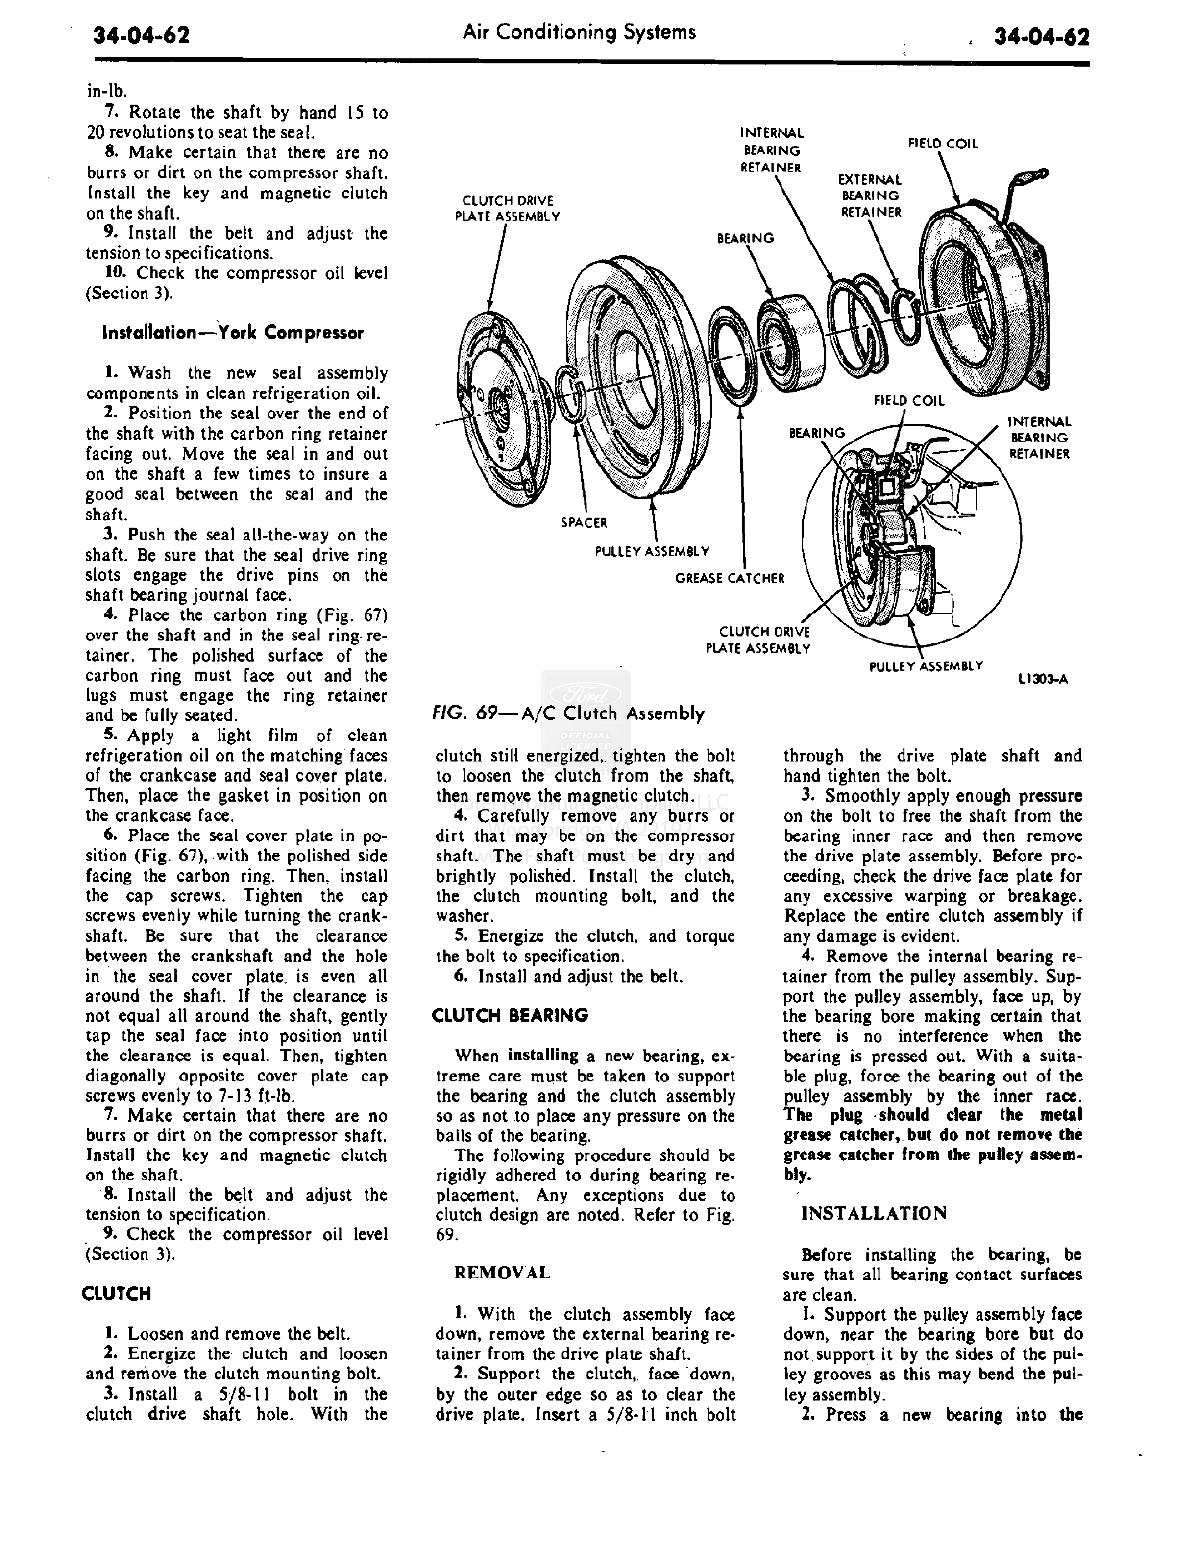 34-04-62
Air Conditioning Systems
34-04-62
in-lb.
7. Rotate the shaft by hand 15 to
20 revolutions to seat the seal.
8. Make certain that there are no
burrs or dirt on the compressor shaft.
Install the key and magnetic clutch
on the shaft.
9. Install the belt and adjust the
tension to specifications.
10. Check the compressor oil level
(Section 3).
Installation—York Compressor
1. Wash the new seal assembly
components in clean refrigeration oil.
2. Position the seal over the end of
the shaft with the carbon ring retainer
facing out. Move the seal in and out
on the shaft a few times to insure a
good seal between the seal and the
shaft.
3. Push the seal all-the-way on the
shaft. Be sure that the seal drive ring
slots engage the drive pins on the
shaft bearing journal face.
4. Place the carbon ring (Fig. 67)
over the shaft and in the seal ring re-
tainer. The polished surface of the
carbon ring must face out and the
lugs must engage the ring retainer
and be fully seated.
5. Apply a light film of clean
refrigeration oil on the matching faces
of the crankcase and seal cover plate.
Then, place the gasket in position on
the crankcase face.
6. Place the seal cover plate in po-
sition (Fig. 67), with the polished side
facing the carbon ring. Then, install
the cap screws. Tighten the cap
screws evenly while turning the crank-
shaft. Be sure that the clearance
between the crankshaft and the hole
in the seal cover plate is even all
around the shaft. If the clearance is
not equal all around the shaft, gently
tap the seal face into position until
the clearance is equal. Then, tighten
diagonally opposite cover plate cap
screws evenly to 7-13 ft-lb.
7. Make certain that there are no
burrs or dirt on the compressor shaft.
Install the key and magnetic clutch
on the shaft.
8. Install the belt and adjust the
tension to specification.
9. Check the compressor oil level
(Section 3).
CLUTCH
1. Loosen and remove the belt.
2. Energize the clutch and loosen
and remove the clutch mounting bolt.
3. Install a 5/8-11 bolt in the
clutch drive shaft hole. With the
INTERNAL
BEARING
RETAINER
FIELD COIL
EXTERNAL
BEARING
RETAINER
CLUTCH DRIVE
PLATE ASSEMBLY
BEARING
FIELD COIL
INTERNAL
BEARING
RETAINER
BEARING
SPACER
PULLEY ASSEMBLY
GREASE CATCHER
CLUTCH DRIVE
PLATE ASSEMBLY
PULLEY ASSEMBLY
L1303-A
FIG. 69—A/C Clutch Assembly
clutch still energized, tighten the bolt
to loosen the clutch from the shaft,
then remove the magnetic clutch.
4. Carefully remove any burrs or
dirt that may be on the compressor
shaft. The shaft must be dry and
brightly polished. Install the clutch,
the clutch mounting bolt, and the
washer.
5. Energize the clutch, and torque
the bolt to specification.
6. Install and adjust the belt.
CLUTCH BEARING
When installing a new bearing, ex-
treme care must be taken to support
the bearing and the clutch assembly
so as not to place any pressure on the
balls of the bearing.
The following procedure should be
rigidly adhered to during bearing re-
placement. Any exceptions due to
clutch design are noted. Refer to Fig.
69.
REMOVAL
1. With the clutch assembly face
down, remove the external bearing re-
tainer from the drive plate shaft.
2. Support the clutch, face down,
by the outer edge so as to clear the
drive plate. Insert a 5/8-11 inch bolt
through the drive plate shaft and
hand tighten the bolt.
3. Smoothly apply enough pressure
on the bolt to free the shaft from the
bearing inner race and then remove
the drive plate assembly. Before pro-
ceeding, check the drive face plate for
any excessive warping or breakage.
Replace the entire clutch assembly if
any damage is evident.
4. Remove the internal bearing re-
tainer from the pulley assembly. Sup-
port the pulley assembly, face up, by
the bearing bore making certain that
there is no interference when the
bearing is pressed out. With a suita-
ble plug, force the bearing out of the
pulley assembly by the inner race.
The plug should clear the metal
grease catcher, but do not remove the
grease catcher from the pulley assem-
bly.
INSTALLATION
Before installing the bearing, be
sure that all bearing contact surfaces
are clean.
1. Support the pulley assembly face
down, near the bearing bore but do
not support it by the sides of the pul-
ley grooves as this may bend the pul-
ley assembly.
2. Press a new bearing into the